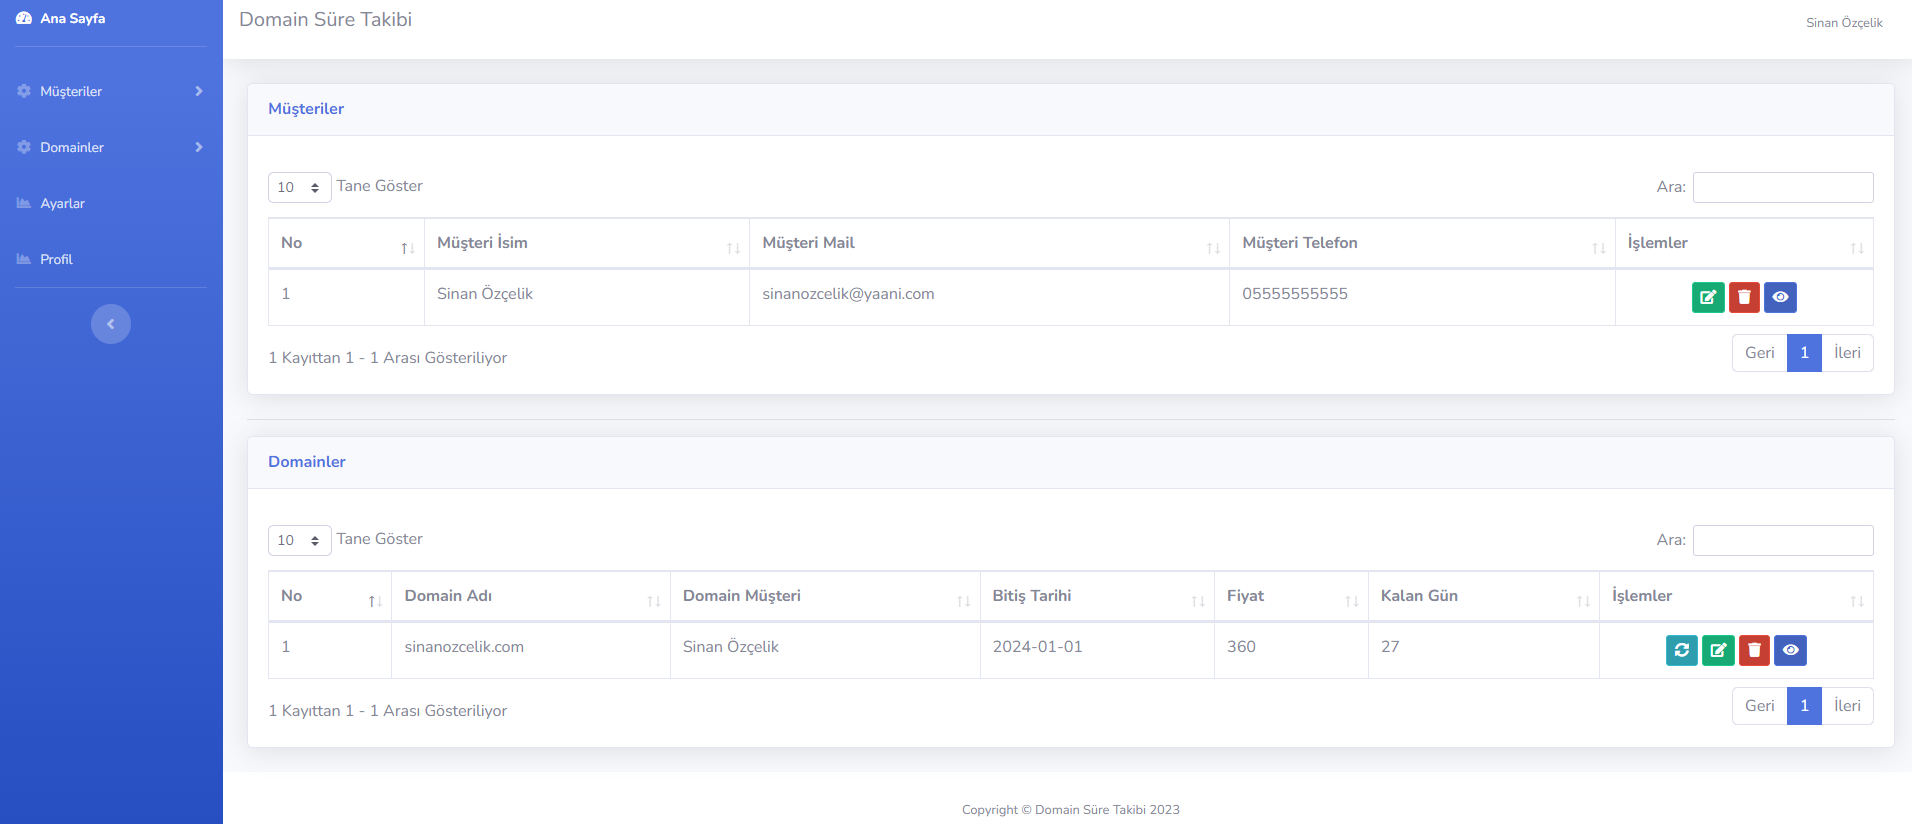 Ana Sayfa
Müşteriler
Domainler
Ayarlar
Profil
Domain Süre Takibi
Sinan Özçelik
Müşteriler
10 Tane Göster Ara:
No Müşteri İsim Müşteri Mail Müşteri Telefon İşlemler
1 Sinan Özçelik sinanozcelik@yaani.com 05555555555
1 Kayıttan 1 - 1 Arası Gösteriliyor Geri 1 İleri
Domainler
10 Tane Göster Ara:
No Domain Adı Domain Müşteri Bitiş Tarihi Fiyat Kalan Gün İşlemler
1 sinanozcelik.com Sinan Özçelik 2024-01-01 360 27
1 Kayıttan 1 - 1 Arası Gösteriliyor Geri 1 İleri
Copyright © Domain Süre Takibi 2023